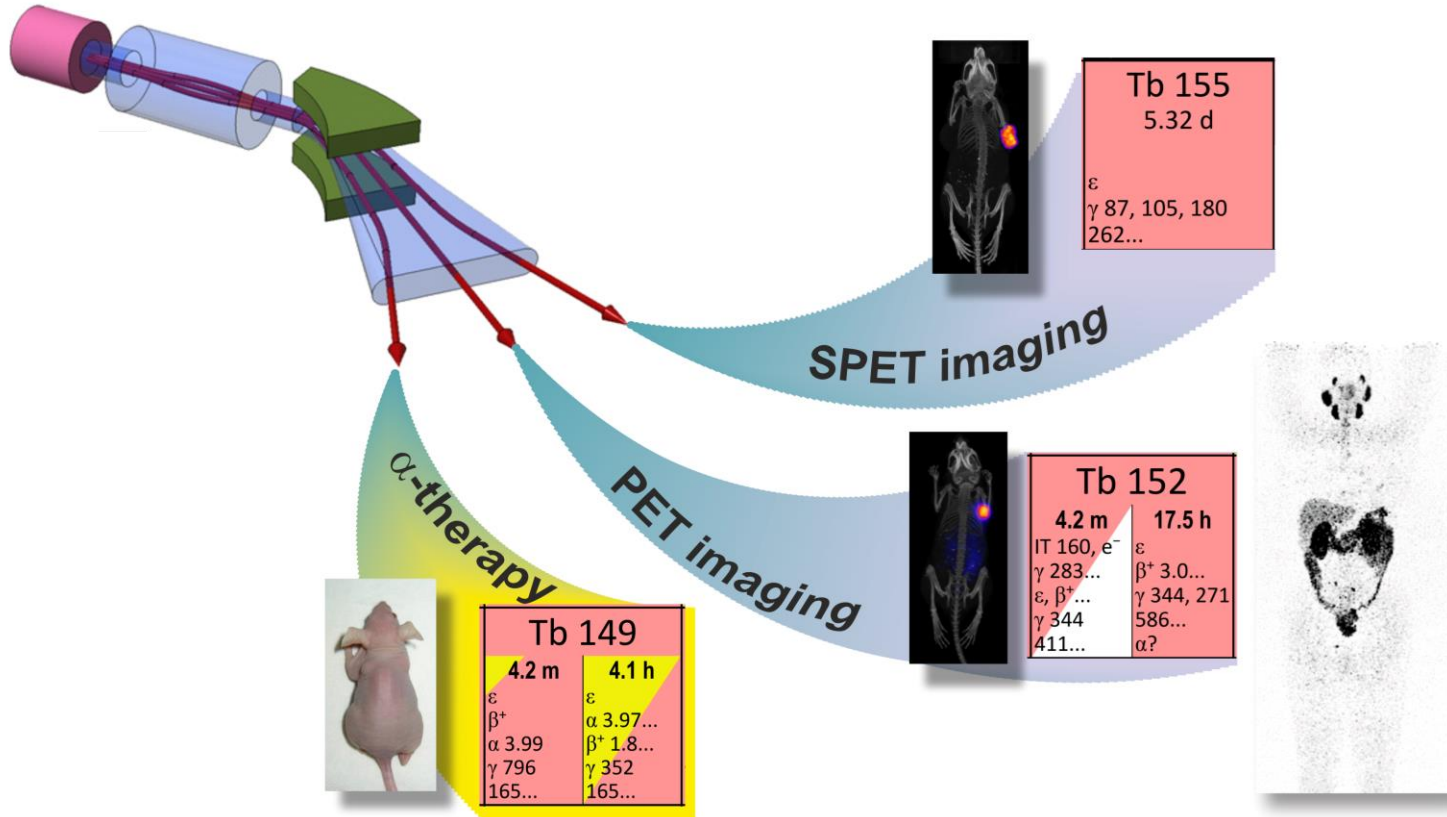 Tb 155
5.32 d
ε
γ 87, 105, 180
262...
SPET imaging
PET imaging
α-therapy
Tb 152
4.2 m
IT 160, e⁻
γ 283...
ε, β⁺...
γ 344
411...
17.5 h
ε
β⁺ 3.0...
γ 344, 271
586...
α?
Tb 149
4.2 m
ε
β⁺
α 3.99
γ 796
165...
4.1 h
ε
α 3.97...
β⁺ 1.8...
γ 352
165...